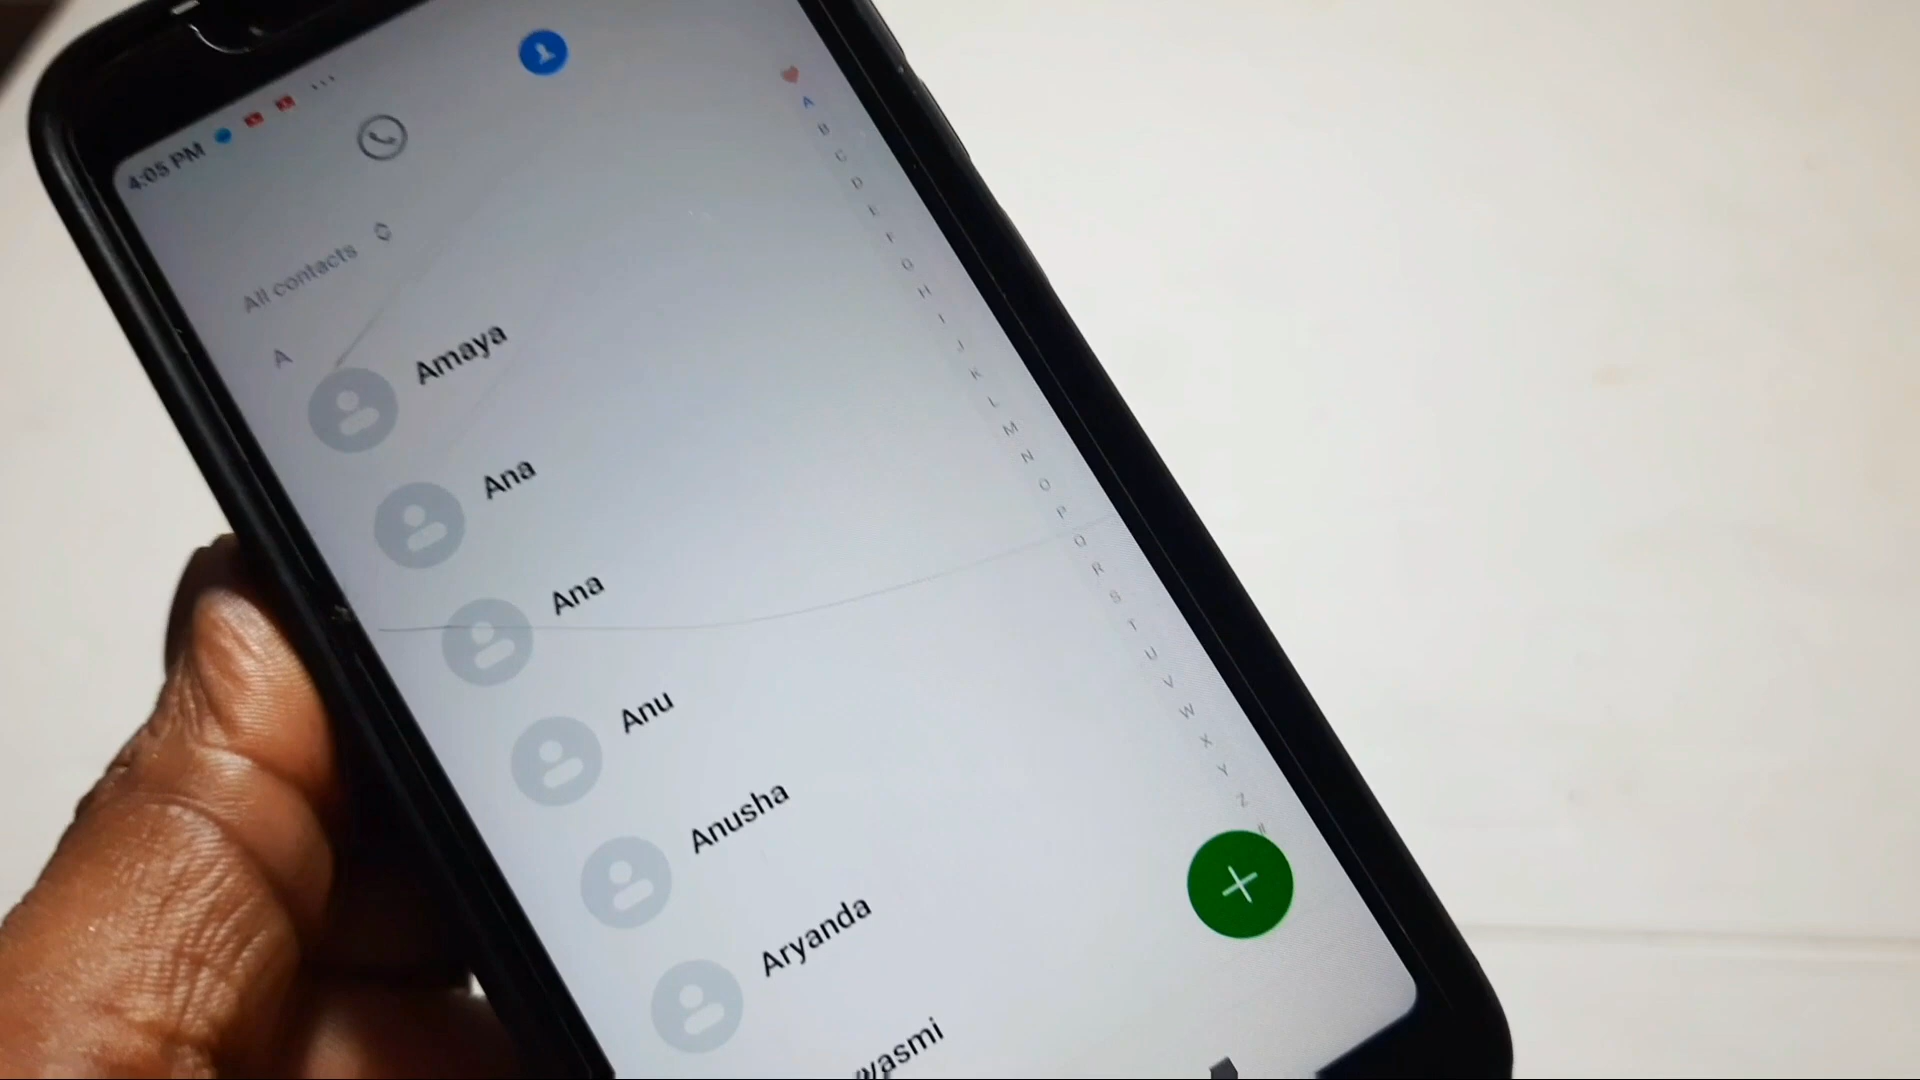 4:05 PM
All contacts
A
Amaya
Ana
Ana
Anu
Anusha
Aryanda
A
B
C
D
E
F
G
H
I
J
K
L
M
N
O
P
Q
R
S
T
U
V
W
X
Y
Z
#